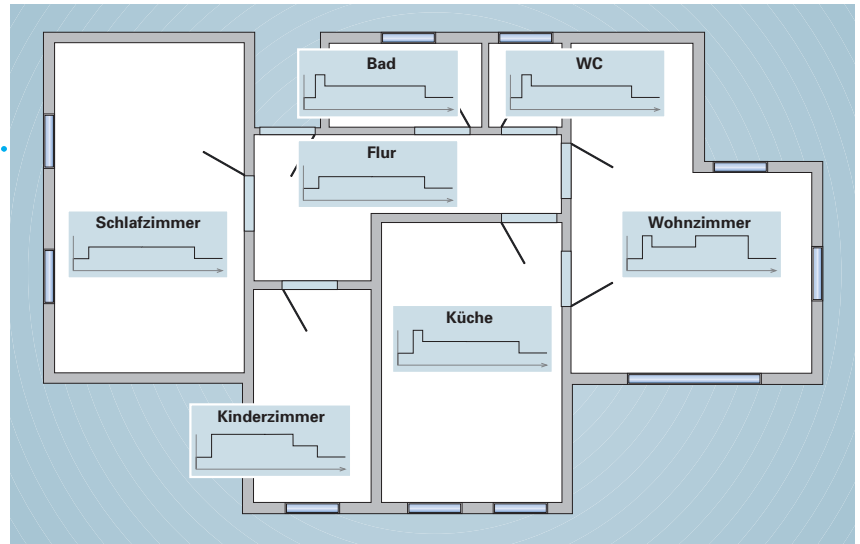 Bad
WC
Flur
Schlafzimmer
Wohnzimmer
Küche
Kinderzimmer